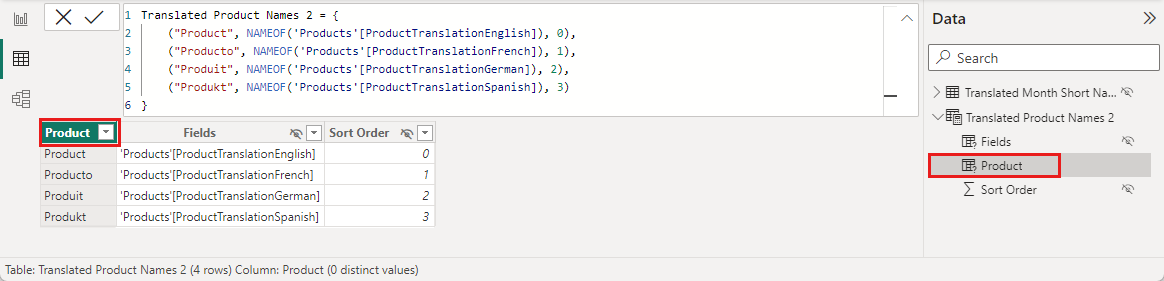 1 Translated Product Names 2 = {
2 ("Product", NAMEOF('Products'[ProductTranslationEnglish]), 0),
3 ("Producto", NAMEOF('Products'[ProductTranslationFrench]), 1),
4 ("Produit", NAMEOF('Products'[ProductTranslationGerman]), 2),
5 ("Produkt", NAMEOF('Products'[ProductTranslationSpanish]), 3)
6 }
Product Fields Sort Order
Product 'Products'[ProductTranslationEnglish] 0
Producto 'Products'[ProductTranslationFrench] 1
Produit 'Products'[ProductTranslationGerman] 2
Produkt 'Products'[ProductTranslationSpanish] 3
Table: Translated Product Names 2 (4 rows) Column: Product (0 distinct values)
Data
Search
Translated Month Short Na...
Translated Product Names 2
Fields
Product
Sort Order